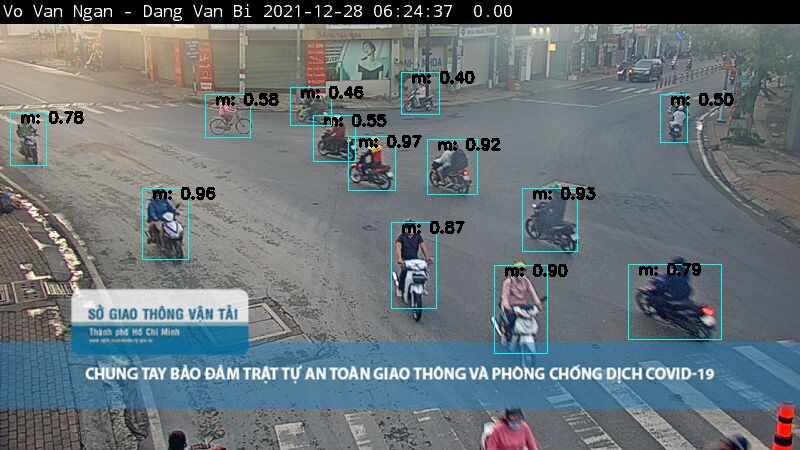 Vo Van Ngan - Dang Van Bi 2021-12-28 06:24:37 0.00
m: 0.40
m: 0.46
m: 0.58
m: 0.50
m: 0.78
m: 0.55
m: 0.97
m: 0.92
m: 0.96
m: 0.93
m: 0.87
m: 0.90
m: 0.79
SỞ GIAO THÔNG VẬN TẢI
Thành phố Hồ Chí Minh
CHUNG TAY BẢO ĐẢM TRẬT TỰ AN TOÀN GIAO THÔNG VÀ PHÒNG CHỐNG DỊCH COVID-19